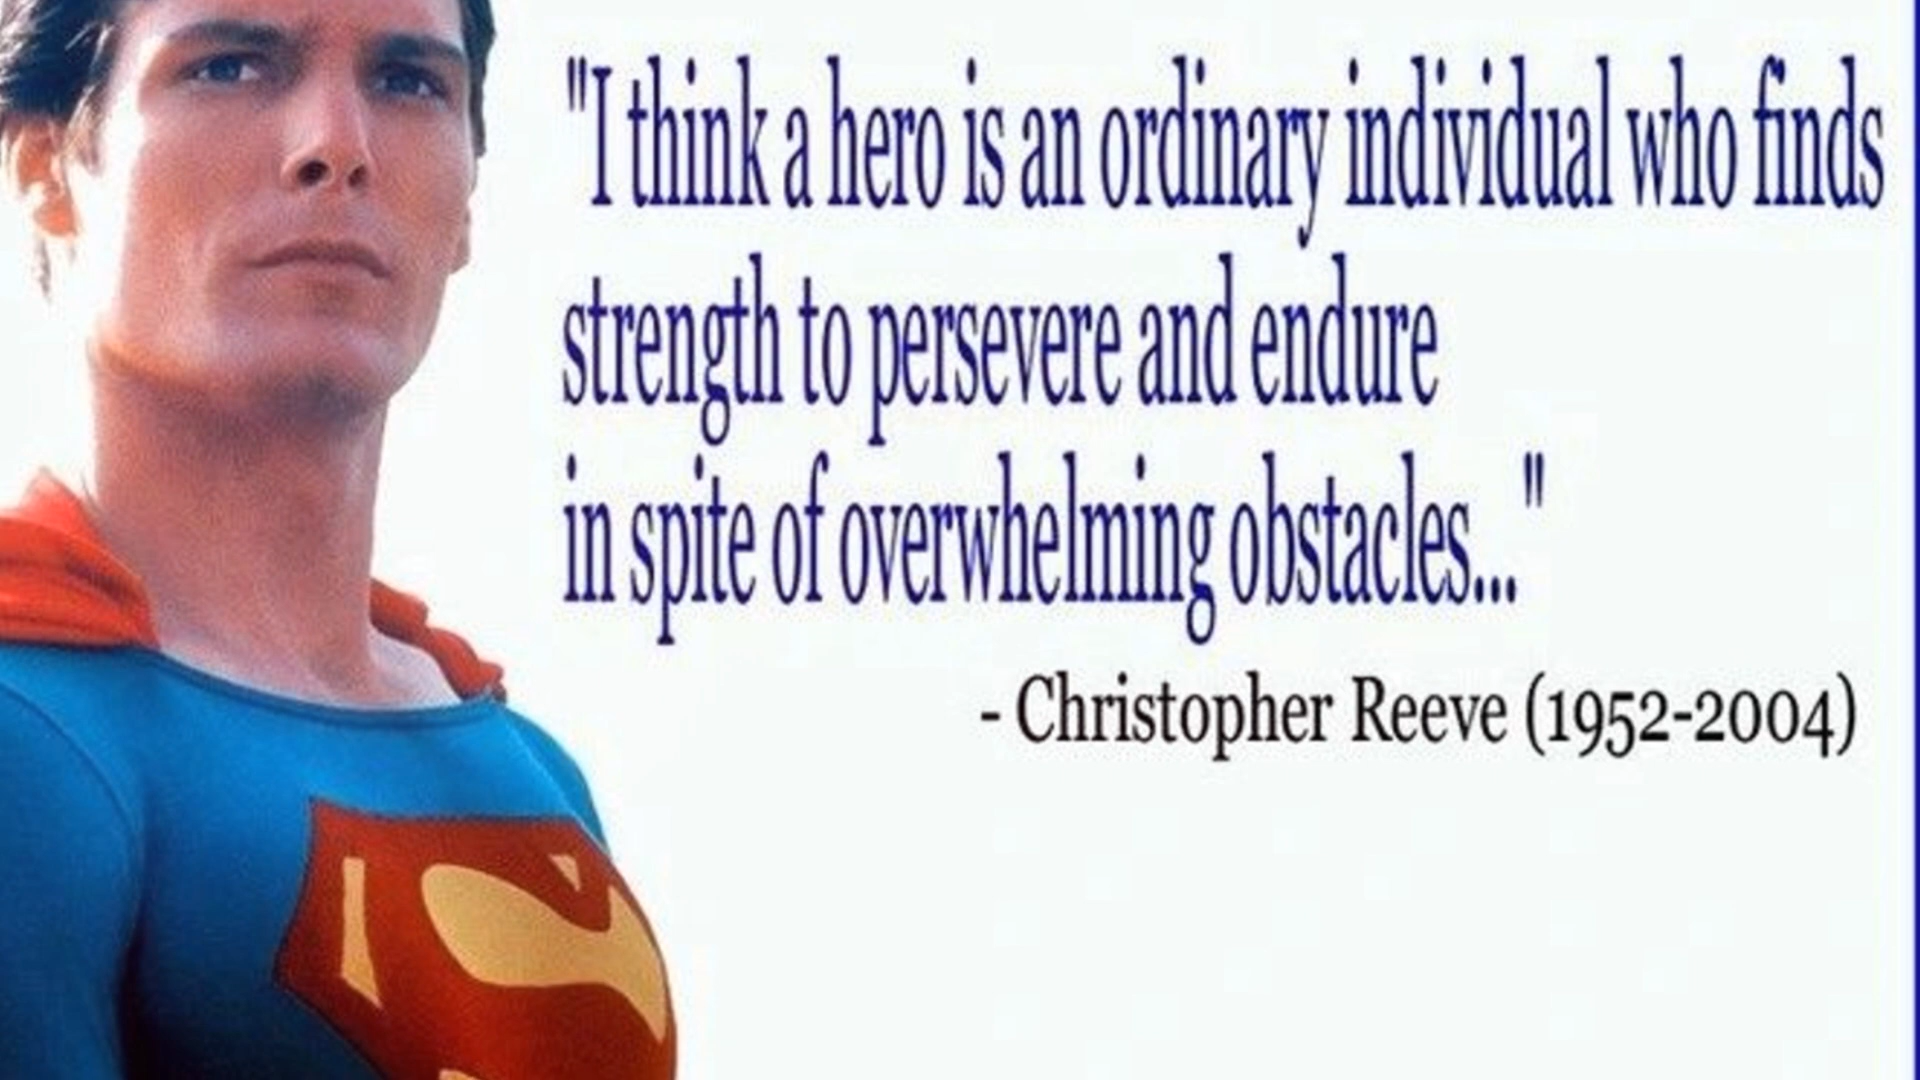 "I think a hero is an ordinary individual who finds
strength to persevere and endure
in spite of overwhelming obstacles..."
- Christopher Reeve (1952-2004)